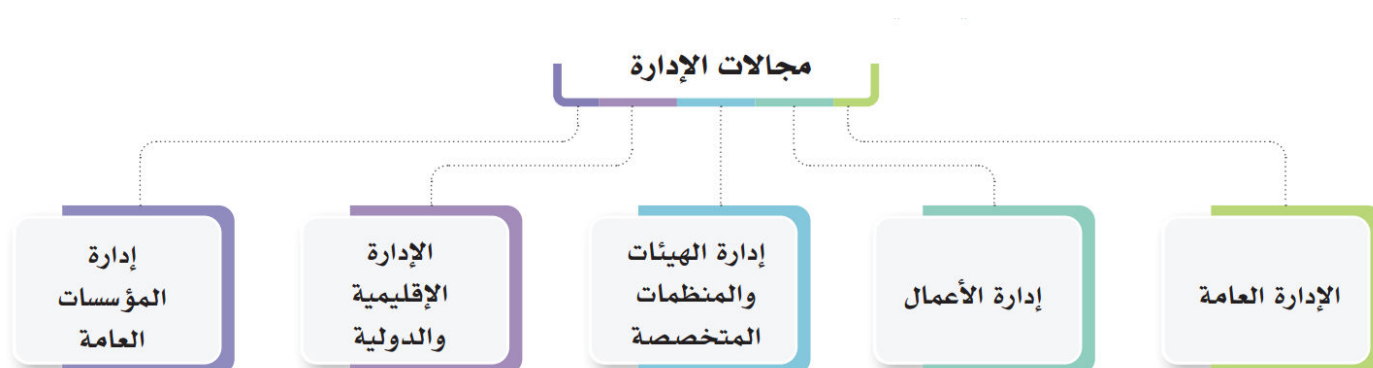 مجالات الإدارة
الإدارة العامة
إدارة الأعمال
إدارة الهيئات
والمنظمات
المتخصصة
الإدارة
الإقليمية
والدولية
إدارة
المؤسسات
العامة